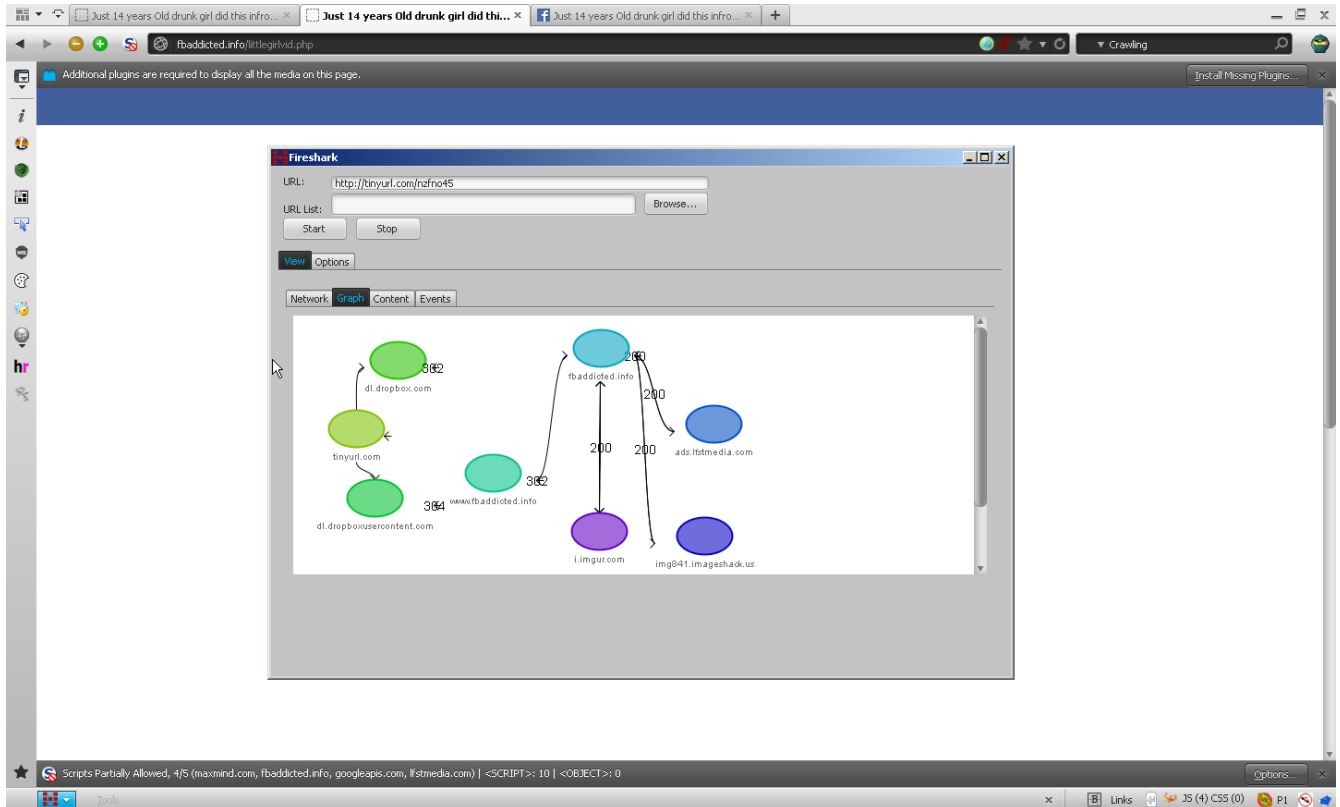 Just 14 years Old drunk girl did this infro... ×
Just 14 years Old drunk girl did thi... ×
Just 14 years Old drunk girl did this infro... ×
fbaddicted.info/littlegirlvid.php
Crawling
Additional plugins are required to display all the media on this page.
Install Missing Plugins...
Fireshark
URL: http://tinyurl.com/nzfno45
URL List:
Browse...
Start Stop
View Options
Network Graph Content Events
200
fbaddicted.info
302
dl.dropbox.com
200
tinyurl.com
200
200
ads.lfstmedia.com
302
www.fbaddicted.info
304
dl.dropboxusercontent.com
i.imgur.com
img841.imageshack.us
hr
Scripts Partially Allowed, 4/5 (maxmind.com, fbaddicted.info, googleapis.com, lfstmedia.com) | <SCRIPT>: 10 | <OBJECT>: 0
Options...
Tools
B Links JS (4) CSS (0) P1